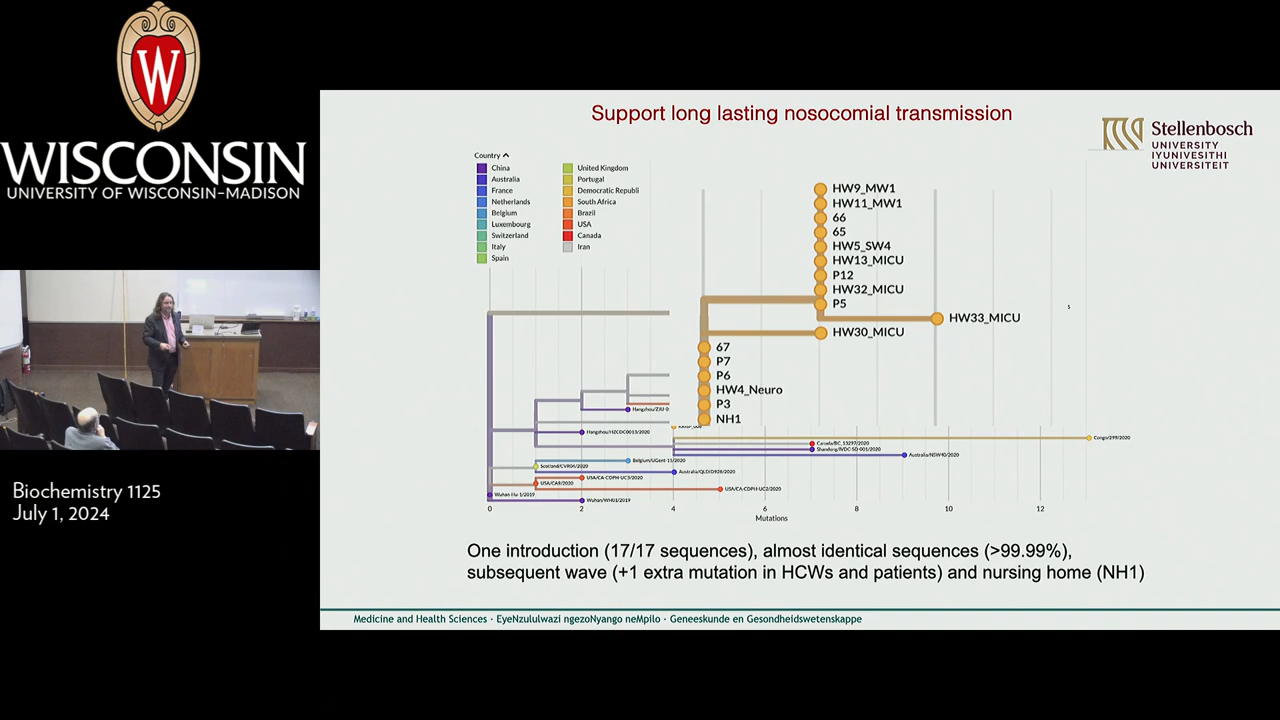 W
WISCONSIN
UNIVERSITY OF WISCONSIN–MADISON
Biochemistry 1125
July 1, 2024
Support long lasting nosocomial transmission
Stellenbosch
UNIVERSITY
IYUNIVESITHI
UNIVERSITEIT
Country
China
Australia
France
Netherlands
Belgium
Luxembourg
Switzerland
Italy
Spain
United Kingdom
Portugal
Democratic Republi
South Africa
Brazil
USA
Canada
Iran
HW9_MW1
HW11_MW1
66
65
HW5_SW4
HW13_MICU
P12
HW32_MICU
P5
HW33_MICU
HW30_MICU
67
P7
P6
HW4_Neuro
P3
NH1
s
Hangzhou/ZJU-0
Hangzhou/HZCDC0013/2020
Congo/299/2020
Canada/BC_13297/2020
Shandong/IVDC-SD-001/2020
Australia/NSW40/2020
Belgium/UGent-11/2020
Scotland/CVR04/2020
Australia/QLDID928/2020
USA/CA-CDPH-UC3/2020
USA/CA9/2020
USA/CA-CDPH-UC2/2020
Wuhan-Hu-1/2019
Wuhan/WH01/2019
0 2 4 6 8 10 12
Mutations
One introduction (17/17 sequences), almost identical sequences (>99.99%),
subsequent wave (+1 extra mutation in HCWs and patients) and nursing home (NH1)
Medicine and Health Sciences · EyeNzululwazi ngezoNyango neMpilo · Geneeskunde en Gesondheidswetenskappe